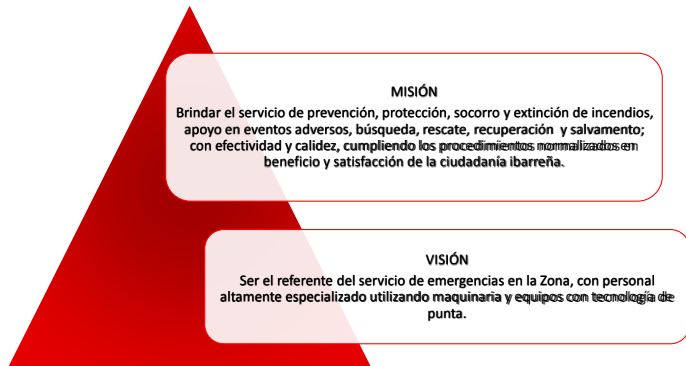 MISIÓN
Brindar el servicio de prevención, protección, socorro y extinción de incendios,
apoyo en eventos adversos, búsqueda, rescate, recuperación y salvamento;
con efectividad y calidez, cumpliendo los procedimientos normalizados en
beneficio y satisfacción de la ciudadanía ibarreña.
VISIÓN
Ser el referente del servicio de emergencias en la Zona, con personal
altamente especializado utilizando maquinaria y equipos con tecnología de
punta.